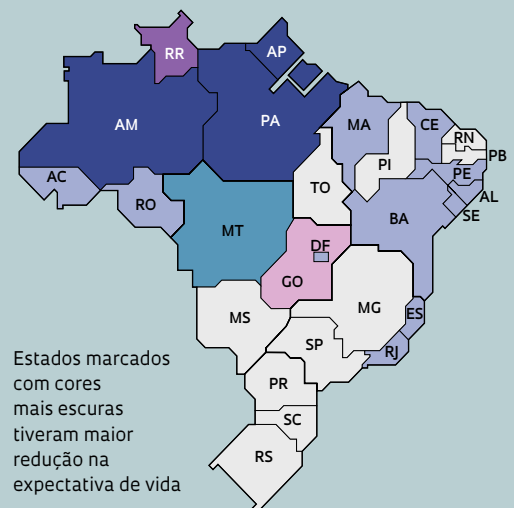 RR
AP
AM
PA
MA
CE
RN
PB
PI
PE
AC
AL
TO
SE
RO
BA
MT
DF
GO
MG
ES
MS
SP
RJ
PR
SC
RS
Estados marcados
com cores
mais escuras
tiveram maior
redução na
expectativa de vida